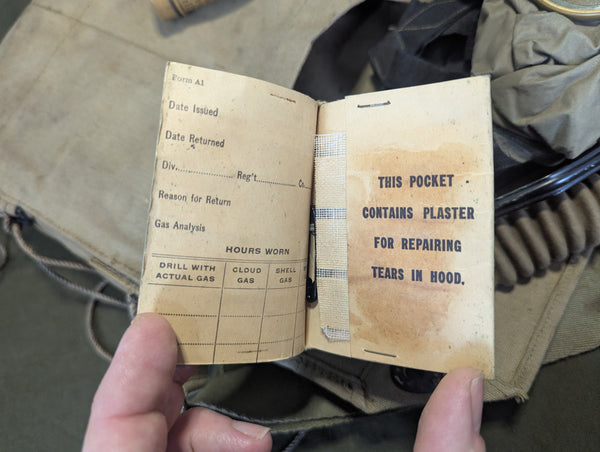 Form A1
Date Issued
Date Returned
Div. Reg't. Co.
Reason for Return
Gas Analysis
HOURS WORN
DRILL WITH ACTUAL GAS
CLOUD GAS
SHELL GAS
THIS POCKET
CONTAINS PLASTER
FOR REPAIRING
TEARS IN HOOD.